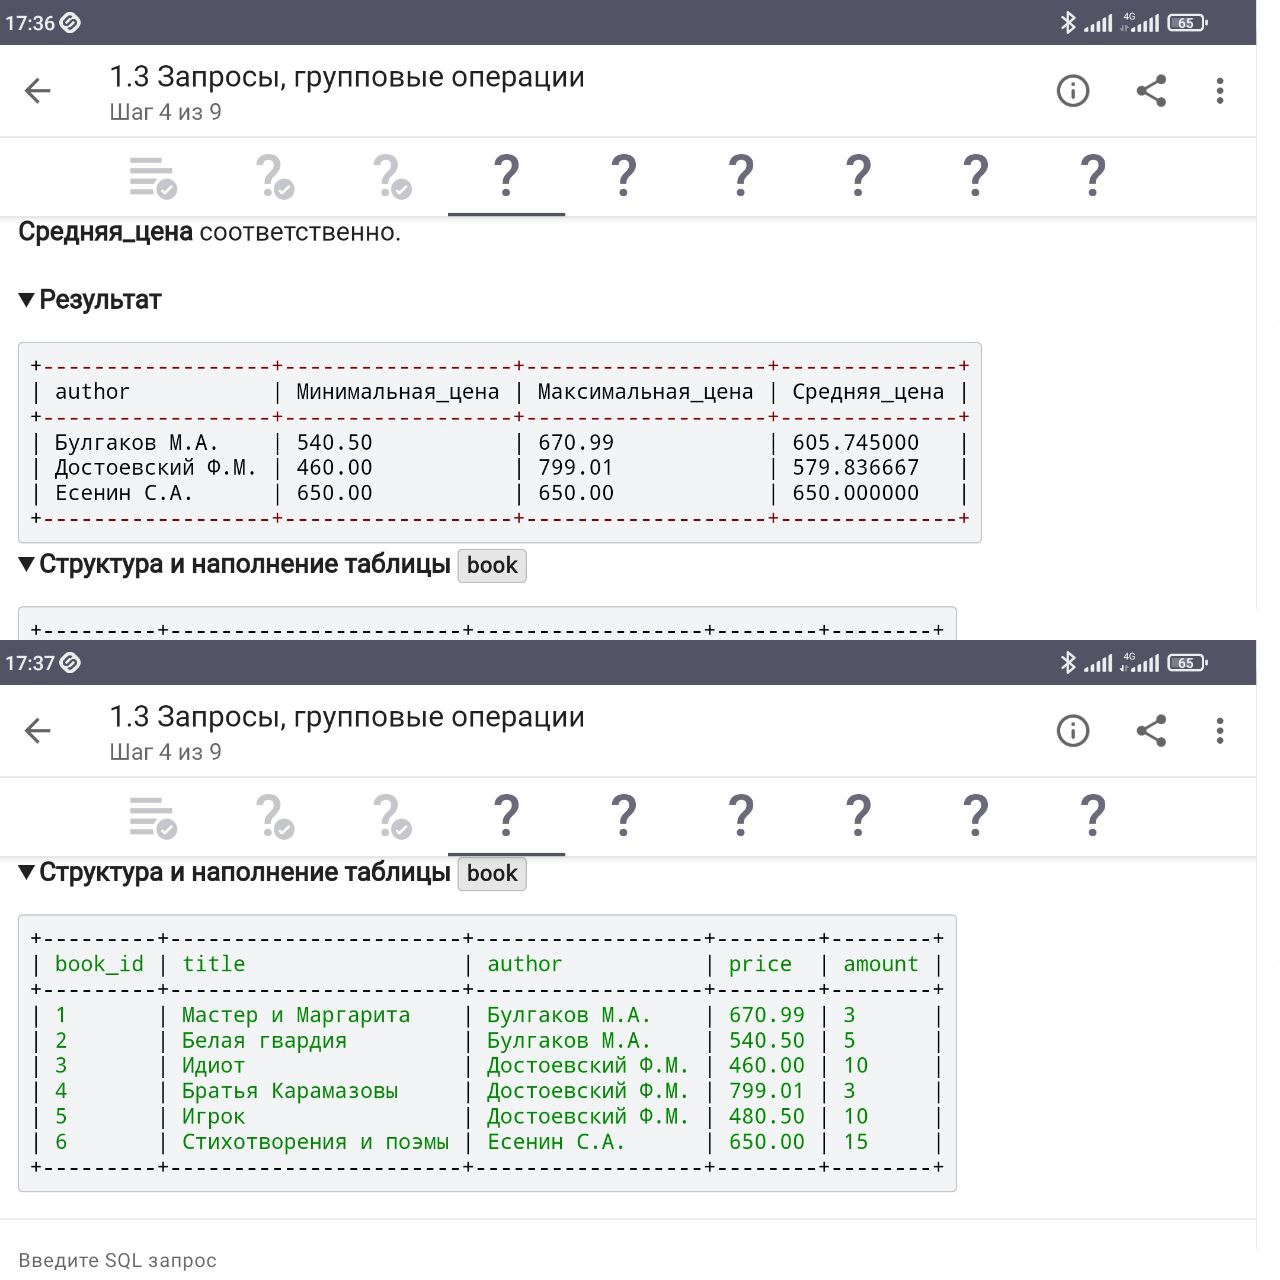 17:36
4G
65
1.3 Запросы, групповые операции
Шаг 4 из 9
Средняя_цена соответственно.
▼ Результат
+------------------+------------------+-------------------+--------------+
| author           | Минимальная_цена | Максимальная_цена | Средняя_цена |
+------------------+------------------+-------------------+--------------+
| Булгаков М.А.    | 540.50           | 670.99            | 605.745000   |
| Достоевский Ф.М. | 460.00           | 799.01            | 579.836667   |
| Есенин С.А.      | 650.00           | 650.00            | 650.000000   |
+------------------+------------------+-------------------+--------------+
▼ Структура и наполнение таблицы book
+---------+-----------------------+------------------+--------+--------+
17:37
4G
65
1.3 Запросы, групповые операции
Шаг 4 из 9
▼ Структура и наполнение таблицы book
+---------+-----------------------+------------------+--------+--------+
| book_id | title                 | author           | price  | amount |
+---------+-----------------------+------------------+--------+--------+
| 1       | Мастер и Маргарита    | Булгаков М.А.    | 670.99 | 3      |
| 2       | Белая гвардия         | Булгаков М.А.    | 540.50 | 5      |
| 3       | Идиот                 | Достоевский Ф.М. | 460.00 | 10     |
| 4       | Братья Карамазовы     | Достоевский Ф.М. | 799.01 | 3      |
| 5       | Игрок                 | Достоевский Ф.М. | 480.50 | 10     |
| 6       | Стихотворения и поэмы | Есенин С.А.      | 650.00 | 15     |
+---------+-----------------------+------------------+--------+--------+
Введите SQL запрос